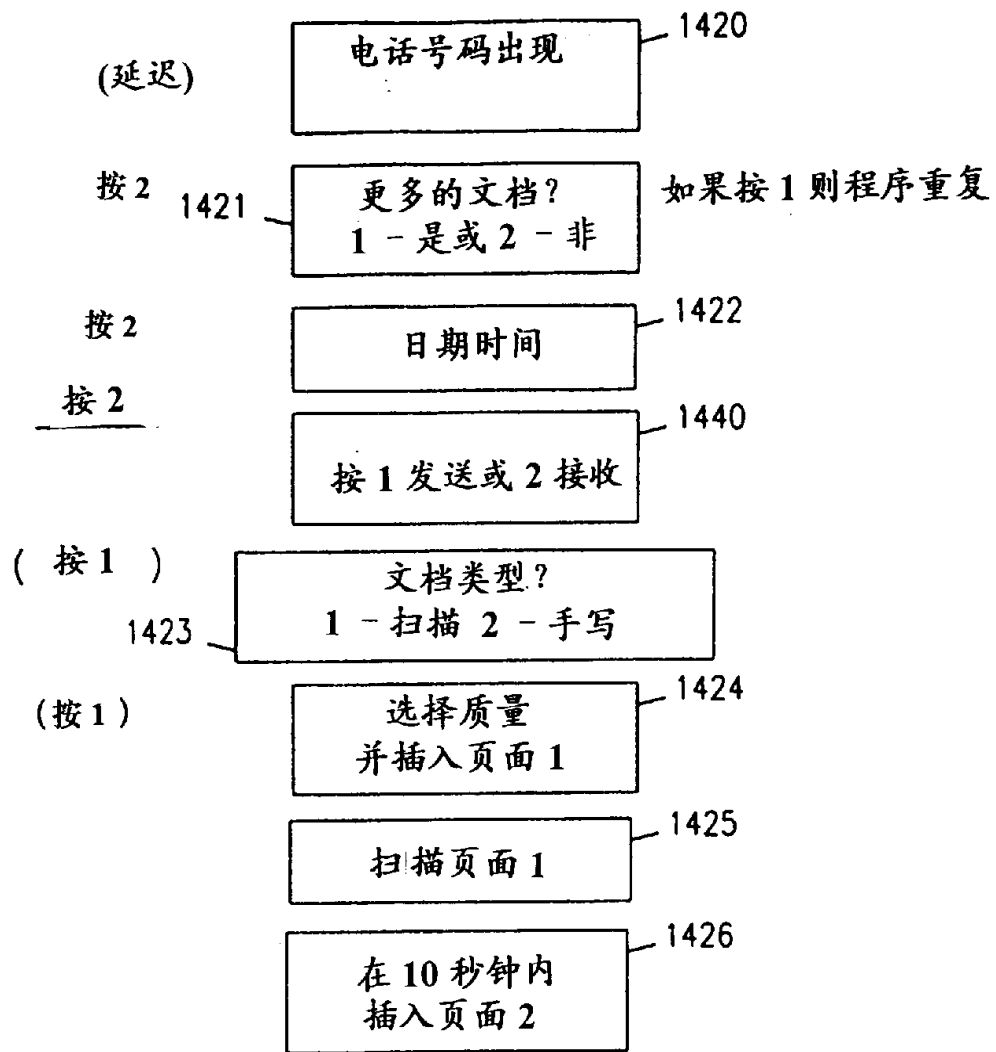 电话号码出现
1420
(延迟)
按2
1421
更多的文档?
1 - 是或 2 - 非
如果按1则程序重复
按2
日期时间
1422
按2
按1发送或2接收
1440
( 按1 )
文档类型?
1 - 扫描 2 - 手写
1423
(按1)
选择质量
并插入页面1
1424
扫描页面1
1425
在10秒钟内
插入页面2
1426